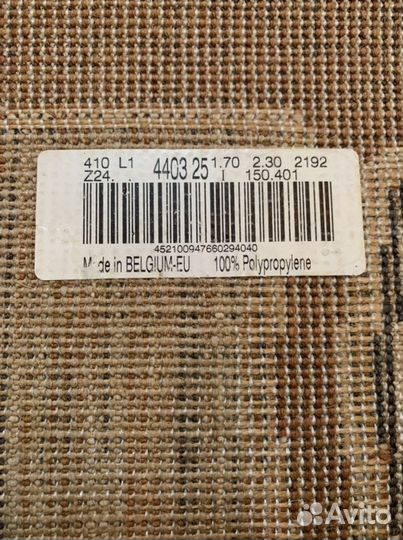 410 L1 4403 25 1.70 2.30 2192
Z24. I 150.401
452100947660294040
Made in BELGIUM-EU 100% Polypropylene
Avito